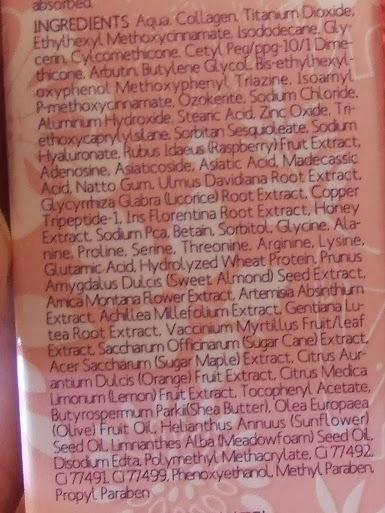 absorbed.
INGREDIENTS Aqua, Collagen, Titanium Dioxide,
Ethylhexyl Methoxycinnamate, Isododecane, Gly-
cerin, Cylcomethicone, Cetyl Peg/ppg-10/1 Dime-
thicone, Arbutin, Butylene Glycol, Bis-ethylhexyl-
oxyphenol Methoxyphenyl Triazine, Isoamyl
P-methoxycinnamate, Ozokerite, Sodium Chloride,
Aluminum Hydroxide, Stearic Acid, Zinc Oxide, Tri-
ethoxycaprylylsilane, Sorbitan Sesquioleate, Sodium
Hyaluronate, Rubus Idaeus (Raspberry) Fruit Extract,
Adenosine, Asiaticoside, Asiatic Acid, Madecassic
Acid, Natto Gum, Ulmus Davidiana Root Extract,
Glycyrrhiza Glabra (Licorice) Root Extract, Copper
Tripeptide-1, Iris Florentina Root Extract, Honey
Extract, Sodium Pca, Betain, Sorbitol, Glycine, Ala-
nine, Proline, Serine, Threonine, Arginine, Lysine,
Glutamic Acid, Hydrolyzed Wheat Protein, Prunus
Amygdalus Dulcis (Sweet Almond) Seed Extract,
Arnica Montana Flower Extract, Artemisia Absinthium
Extract, Achillea Millefolium Extract, Gentiana Lu-
tea Root Extract, Vaccinium Myrtillus Fruit/Leaf
Extract, Saccharum Officinarum (Sugar Cane) Extract,
Acer Saccharum (Sugar Maple) Extract, Citrus Aur-
antium Dulcis (Orange) Fruit Extract, Citrus Medica
Limonum (Lemon) Fruit Extract, Tocopheryl Acetate,
Butyrospermum Parkii(Shea Butter), Olea Europaea
(Olive) Fruit Oil, Helianthus Annuus (Sunflower)
Seed Oil, Limnanthes Alba (Meadowfoam) Seed Oil,
Disodium Edta, Polymethyl Methacrylate, Ci 77492,
Ci 77491, Ci 77499, Phenoxyethanol, Methyl Paraben,
Propyl Paraben